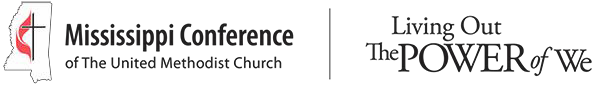 Mississippi Conference
of The United Methodist Church
Living Out
The POWER of We